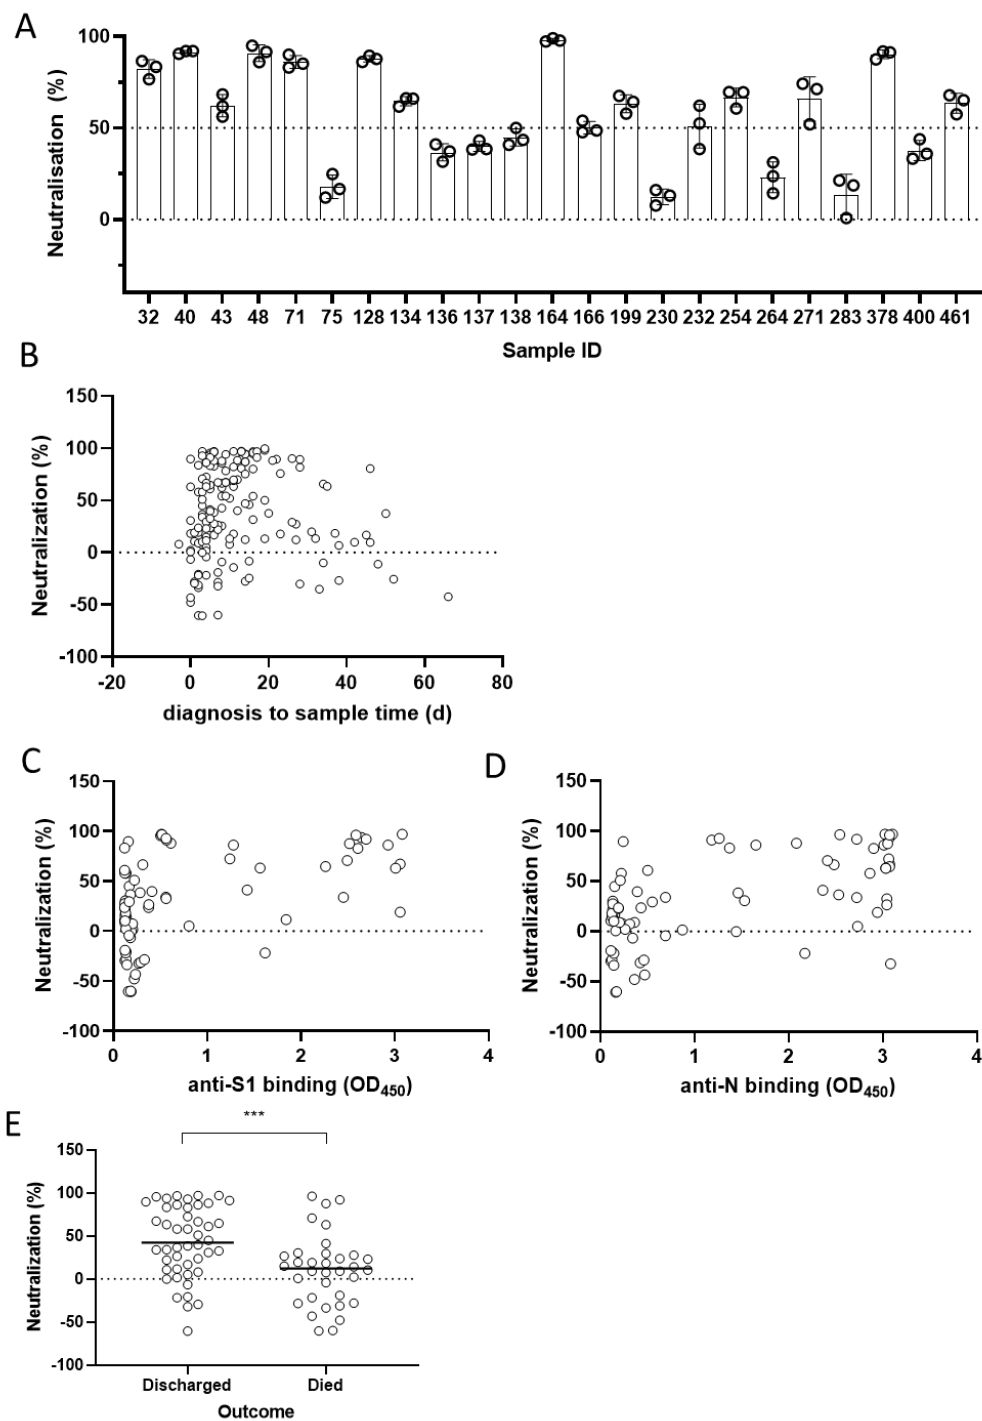 A
Neutralisation (%)
100
50
0
32 40 43 48 71 75 128 134 136 137 138 164 166 199 230 232 254 264 271 283 378 400 461
Sample ID
B
Neutralization (%)
150
100
50
0
-50
-100
-20 0 20 40 60 80
diagnosis to sample time (d)
C
Neutralization (%)
150
100
50
0
-50
-100
0 1 2 3 4
anti-S1 binding (OD450)
D
Neutralization (%)
150
100
50
0
-50
-100
0 1 2 3 4
anti-N binding (OD450)
E
***
Neutralization (%)
150
100
50
0
-50
-100
Discharged Died
Outcome